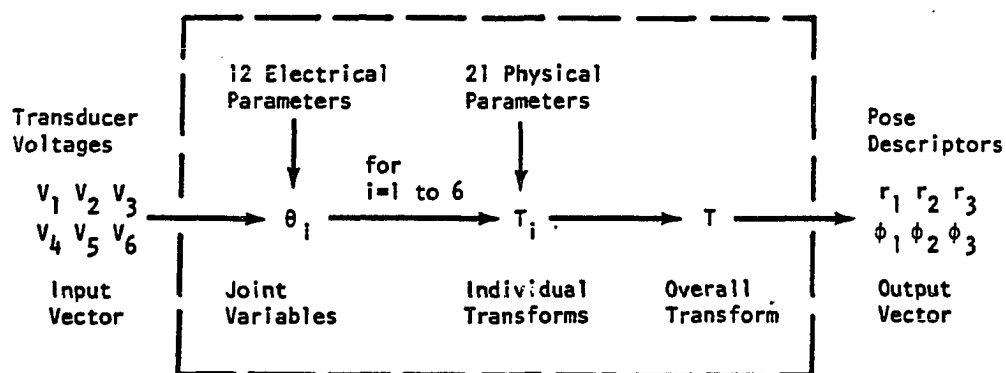 12 Electrical
Parameters
21 Physical
Parameters
Transducer
Voltages
Pose
Descriptors
for
i=1 to 6
V1 V2 V3
V4 V5 V6
θi
Ti
T
r1 r2 r3
ϕ1 ϕ2 ϕ3
Input
Vector
Joint
Variables
Individual
Transforms
Overall
Transform
Output
Vector